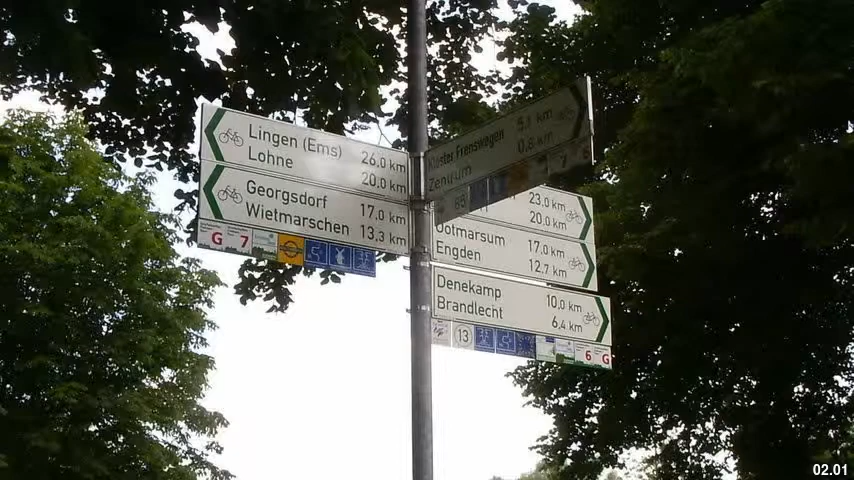 Lingen (Ems) 26,0 km
Lohne 20,0 km
Georgsdorf 17,0 km
Wietmarschen 13,3 km
G 7
Kloster Frenswegen 5,1 km
Zentrum 0,8 km
23,0 km
20,0 km
Ootmarsum 17,0 km
Engden 12,7 km
Denekamp 10,0 km
Brandlecht 6,4 km
13
6 G
02.01